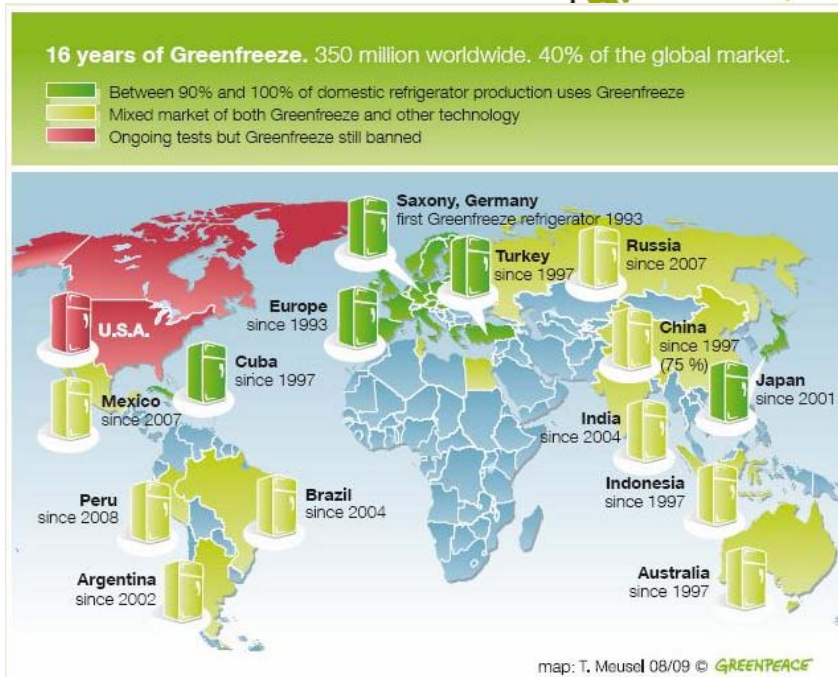 16 years of Greenfreeze. 350 million worldwide. 40% of the global market.
Between 90% and 100% of domestic refrigerator production uses Greenfreeze
Mixed market of both Greenfreeze and other technology
Ongoing tests but Greenfreeze still banned
Saxony, Germany
first Greenfreeze refrigerator 1993
Turkey
since 1997
Russia
since 2007
Europe
since 1993
U.S.A.
China
since 1997
(75 %)
Cuba
since 1997
Japan
since 2001
Mexico
since 2007
India
since 2004
Indonesia
since 1997
Peru
since 2008
Brazil
since 2004
Argentina
since 2002
Australia
since 1997
map: T. Meusel 08/09 © GREENPEACE